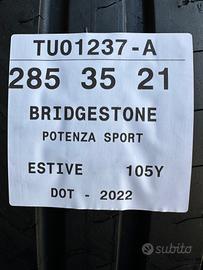 TU01237-A
285 35 21
BRIDGESTONE
POTENZA SPORT
ESTIVE 105Y
DOT - 2022
subito